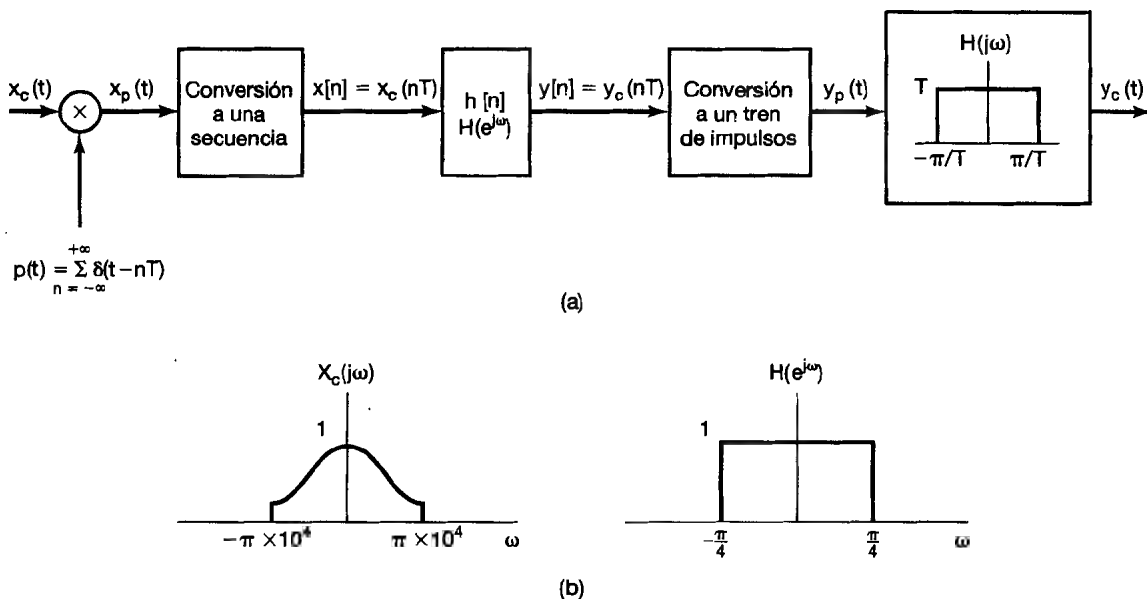 x_c(t)
x_p(t)
Conversión
a una
secuencia
x[n] = x_c(nT)
h [n]
H(e^{jω})
y[n] = y_c(nT)
Conversión
a un tren
de impulsos
y_p(t)
H(jω)
T
-π/T π/T
y_c(t)
×
p(t) = Σ_{n = -∞}^{+∞} δ(t-nT)
(a)
X_c(jω)
1
-π × 10^4 π × 10^4 ω
H(e^{jω})
1
-π/4 π/4 ω
(b)